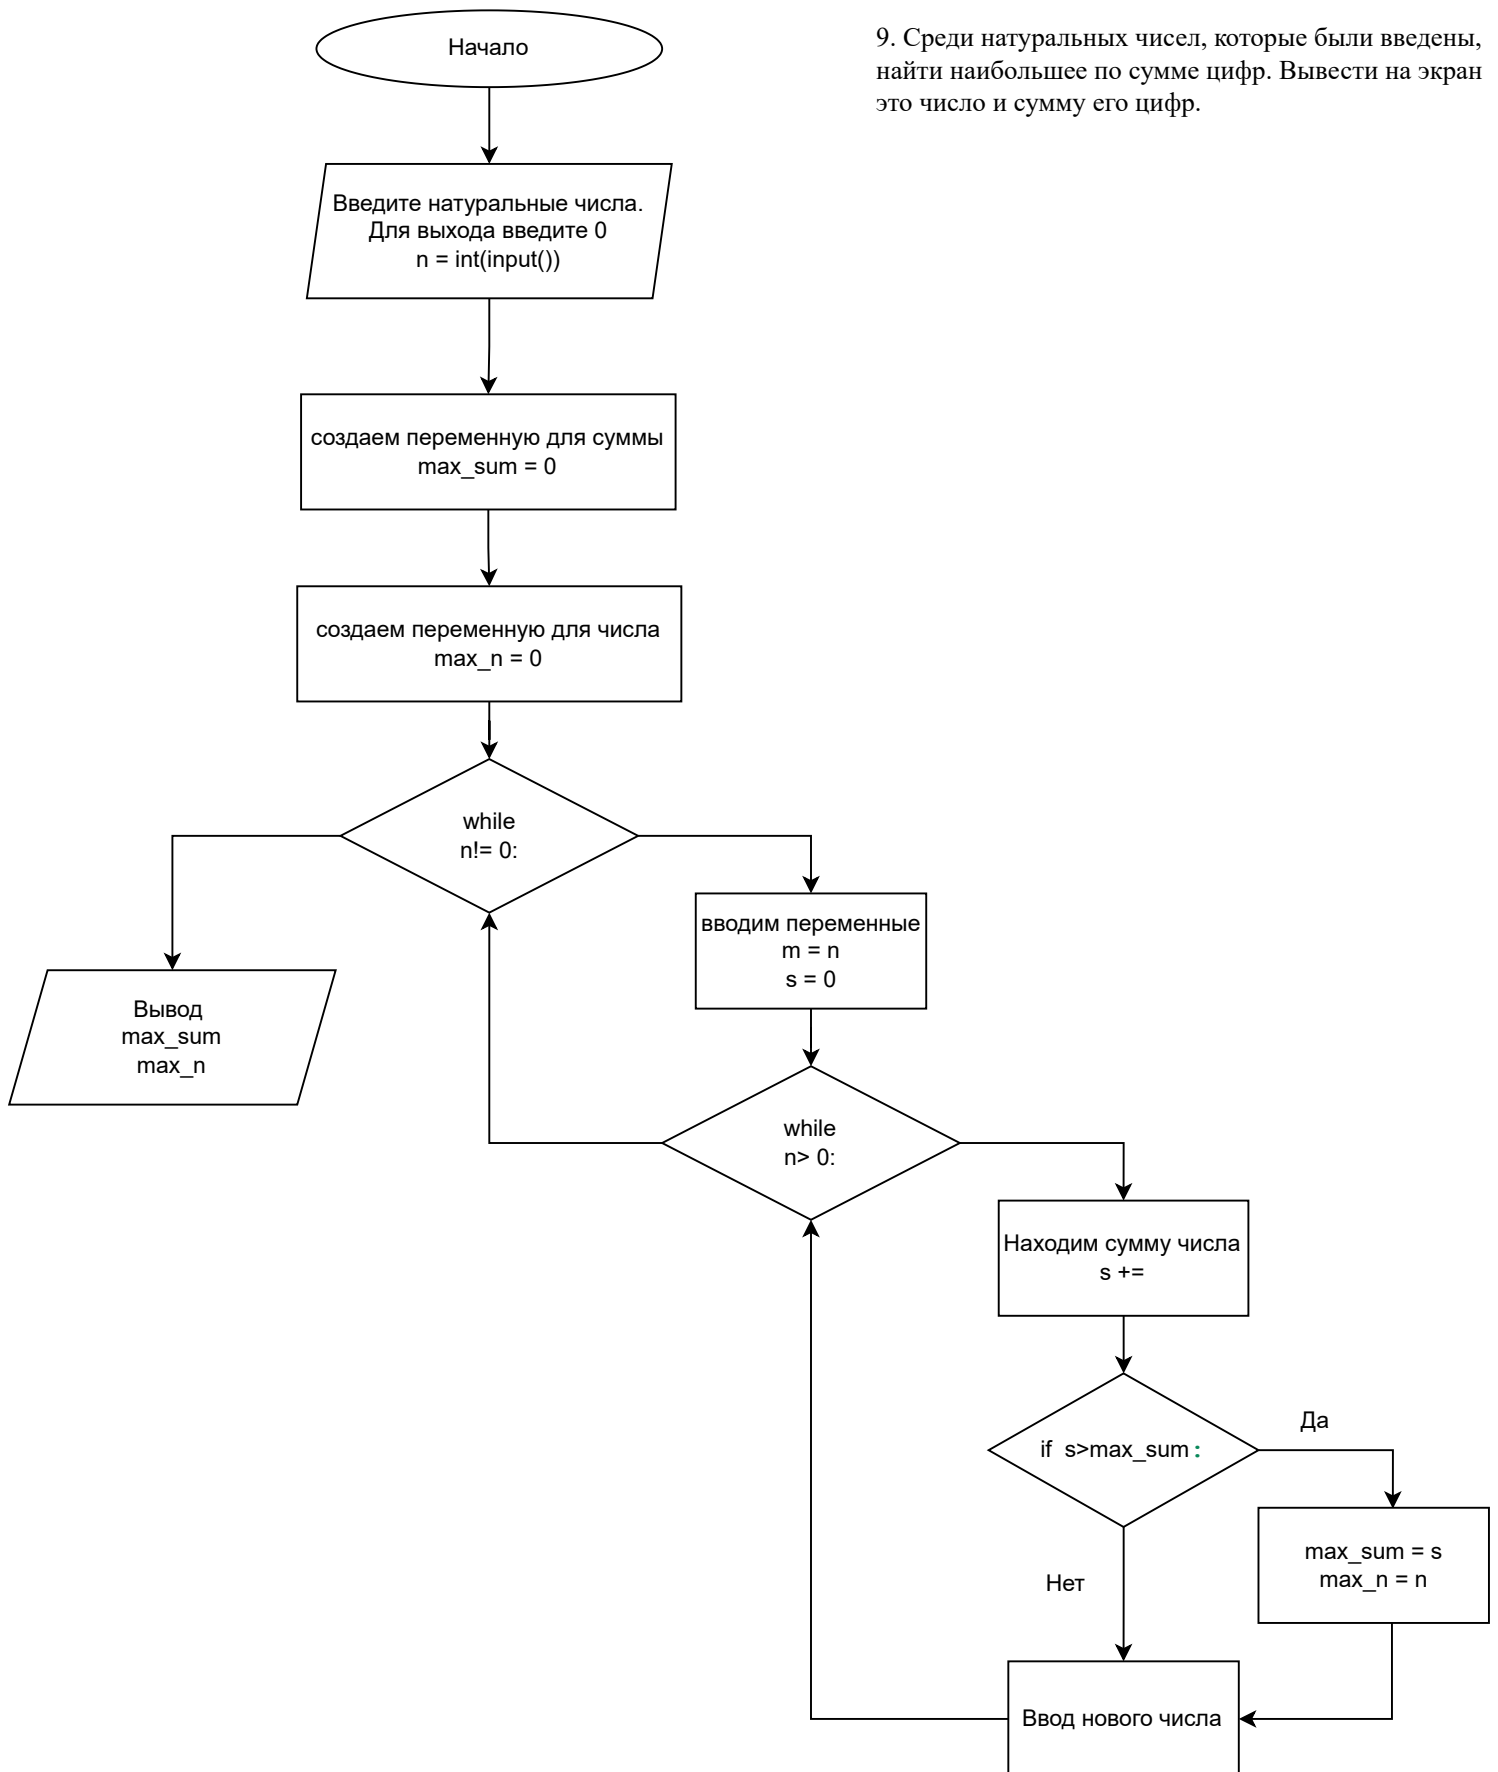 Начало
9. Среди натуральных чисел, которые были введены,
найти наибольшее по сумме цифр. Вывести на экран
это число и сумму его цифр.
Введите натуральные числа.
Для выхода введите 0
n = int(input())
создаем переменную для суммы
max_sum = 0
создаем переменную для числа
max_n = 0
while
n!= 0:
вводим переменные
m = n
s = 0
Вывод
max_sum
max_n
while
n> 0:
Находим сумму числа
s +=
if s>max_sum:
Да
max_sum = s
max_n = n
Нет
Ввод нового числа